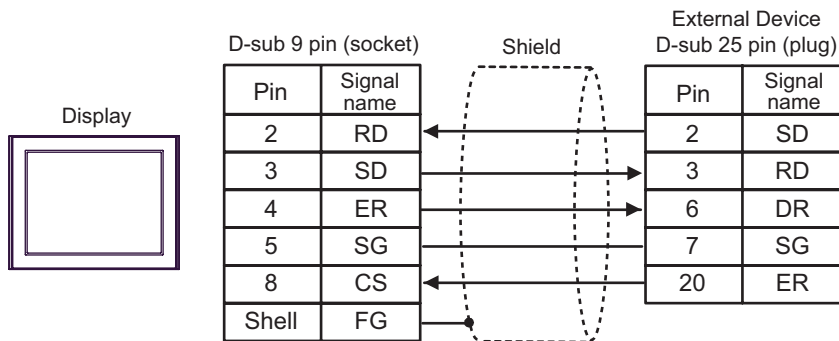 External Device
D-sub 9 pin (socket) Shield D-sub 25 pin (plug)
Display
Pin Signal name Pin Signal name
2 RD 2 SD
3 SD 3 RD
4 ER 6 DR
5 SG 7 SG
8 CS 20 ER
Shell FG